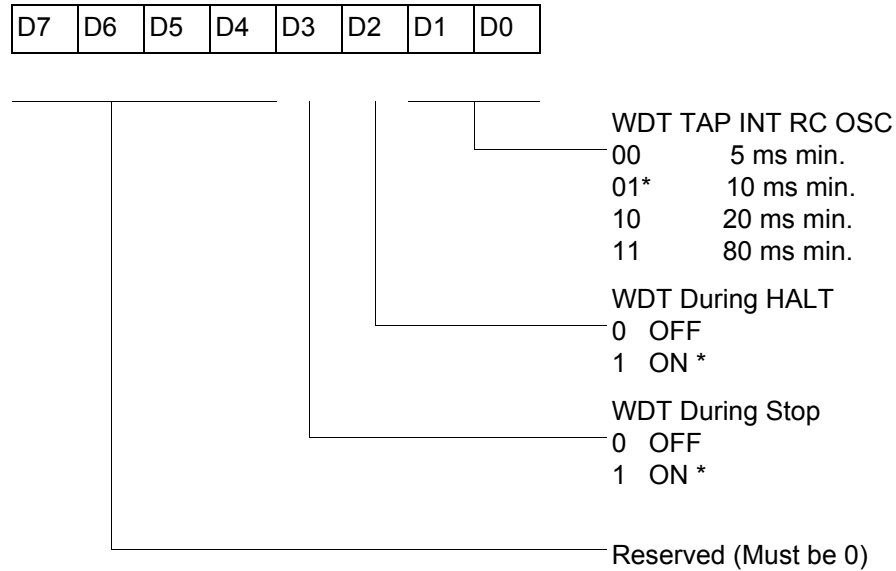 D7 D6 D5 D4 D3 D2 D1 D0
WDT TAP INT RC OSC
00 5 ms min.
01* 10 ms min.
10 20 ms min.
11 80 ms min.
WDT During HALT
0 OFF
1 ON *
WDT During Stop
0 OFF
1 ON *
Reserved (Must be 0)